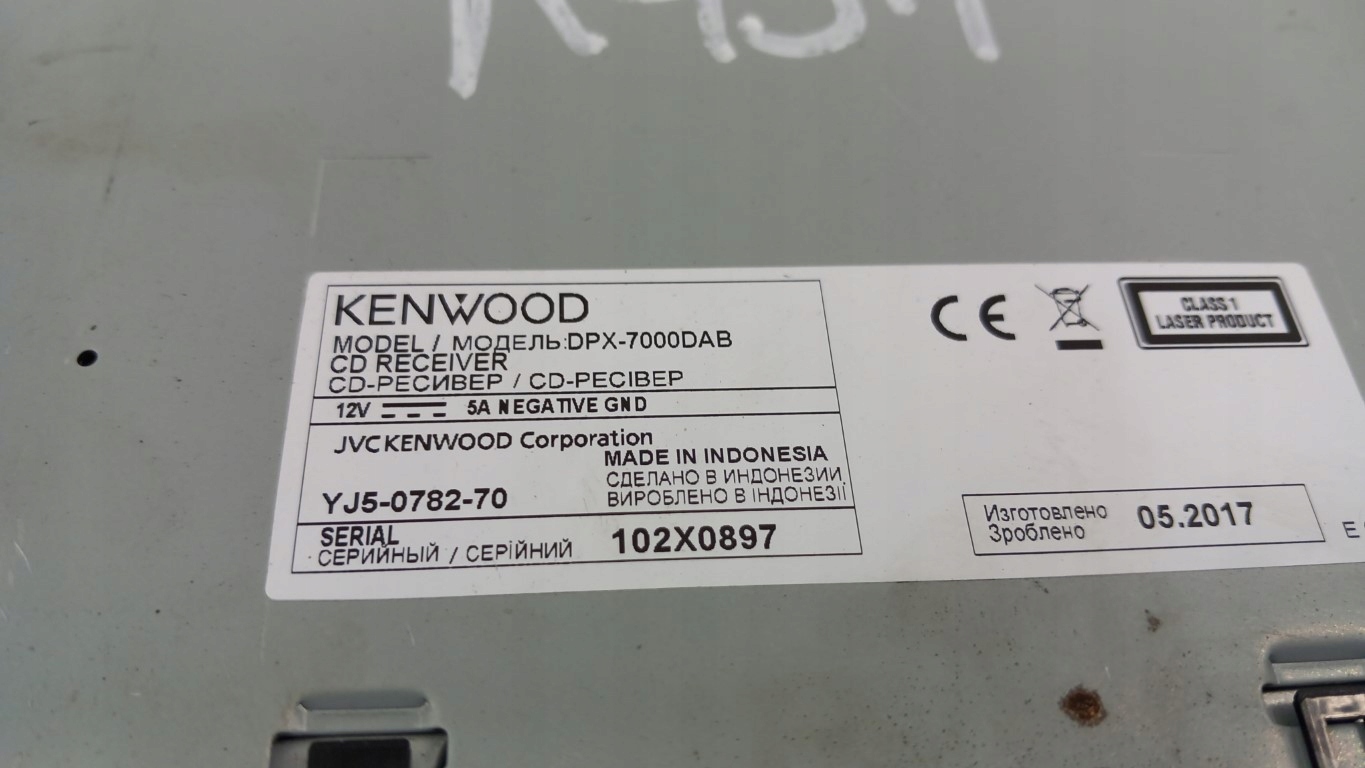 KENWOOD
MODEL / МОДЕЛЬ:DPX-7000DAB
CD RECEIVER
CD-РЕСИВЕР / CD-РЕСІВЕР
12V 5A NEGATIVE GND
JVCKENWOOD Corporation
MADE IN INDONESIA
СДЕЛАНО В ИНДОНЕЗИИ
ВИРОБЛЕНО В ІНДОНЕЗІЇ
YJ5-0782-70
SERIAL
СЕРИЙНЫЙ / СЕРІЙНИЙ
102X0897
CE
CLASS 1
LASER PRODUCT
Изготовлено
Зроблено
05.2017
E